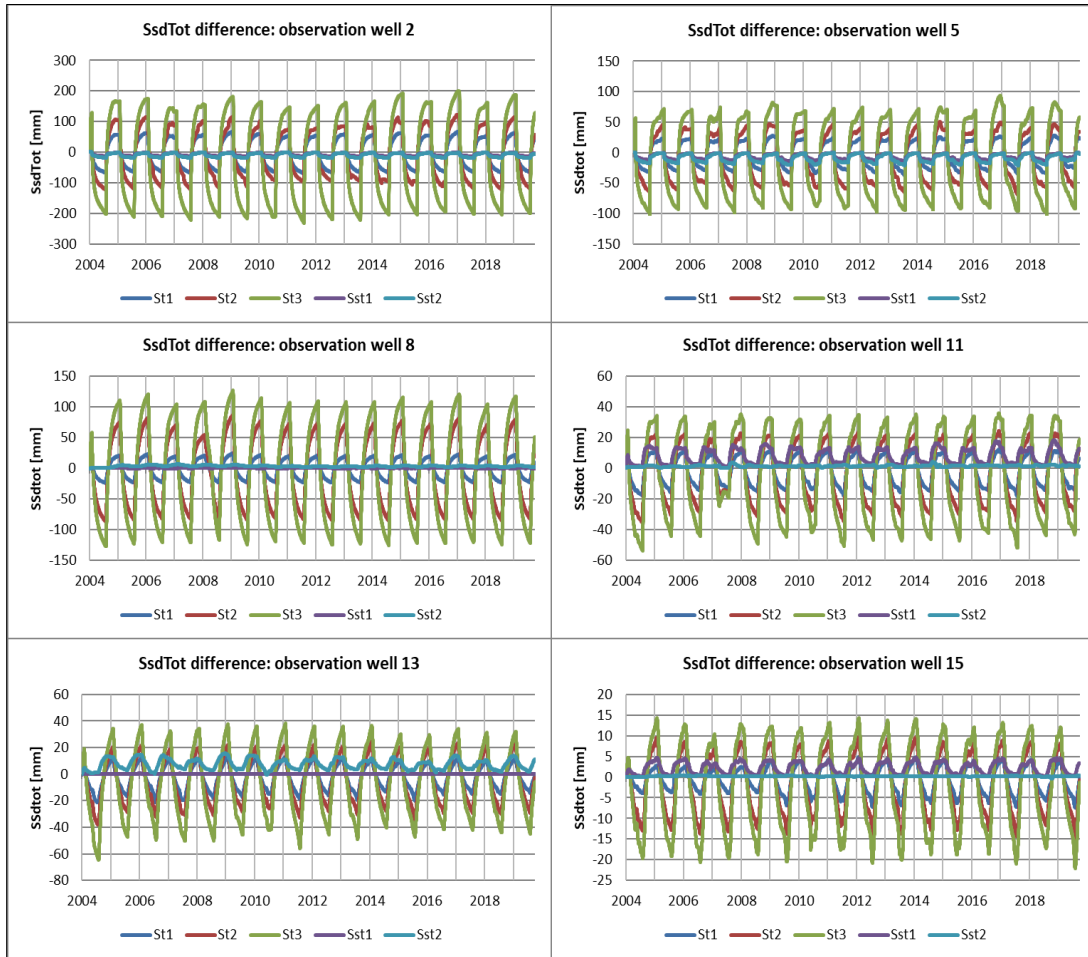 SsdTot difference: observation well 2
300
200
100
0
-100
-200
-300
SsdTot [mm]
2004 2006 2008 2010 2012 2014 2016 2018
St1 St2 St3 Sst1 Sst2
SsdTot difference: observation well 5
150
100
50
0
-50
-100
-150
SSdtot [mm]
2004 2006 2008 2010 2012 2014 2016 2018
St1 St2 St3 Sst1 Sst2
SsdTot difference: observation well 8
150
100
50
0
-50
-100
-150
SSdtot [mm]
2004 2006 2008 2010 2012 2014 2016 2018
St1 St2 St3 Sst1 Sst2
SsdTot difference: observation well 11
60
40
20
0
-20
-40
-60
SSdtot [mm]
2004 2006 2008 2010 2012 2014 2016 2018
St1 St2 St3 Sst1 Sst2
SsdTot difference: observation well 13
60
40
20
0
-20
-40
-60
-80
SSdtot [mm]
2004 2006 2008 2010 2012 2014 2016 2018
St1 St2 St3 Sst1 Sst2
SsdTot difference: observation well 15
20
15
10
5
0
-5
-10
-15
-20
-25
SSdtot [mm]
2004 2006 2008 2010 2012 2014 2016 2018
St1 St2 St3 Sst1 Sst2